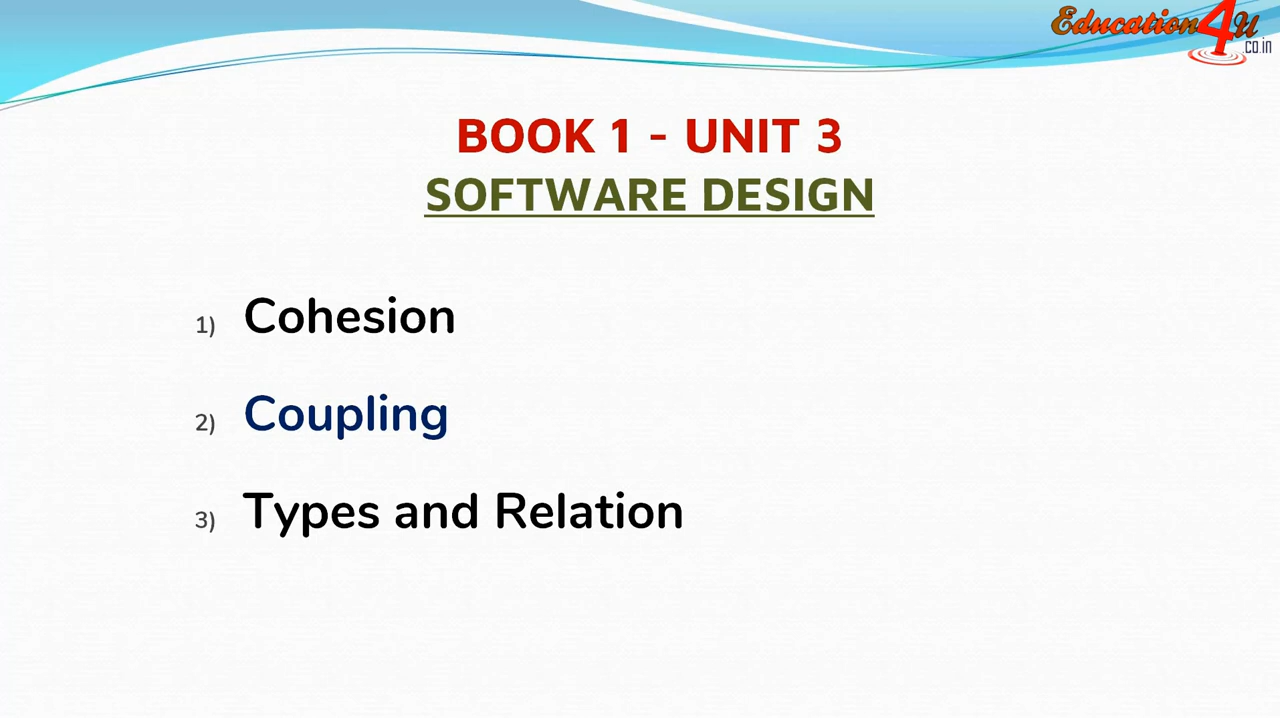 Education4U
.co.in
BOOK 1 - UNIT 3
SOFTWARE DESIGN
1) Cohesion
2) Coupling
3) Types and Relation